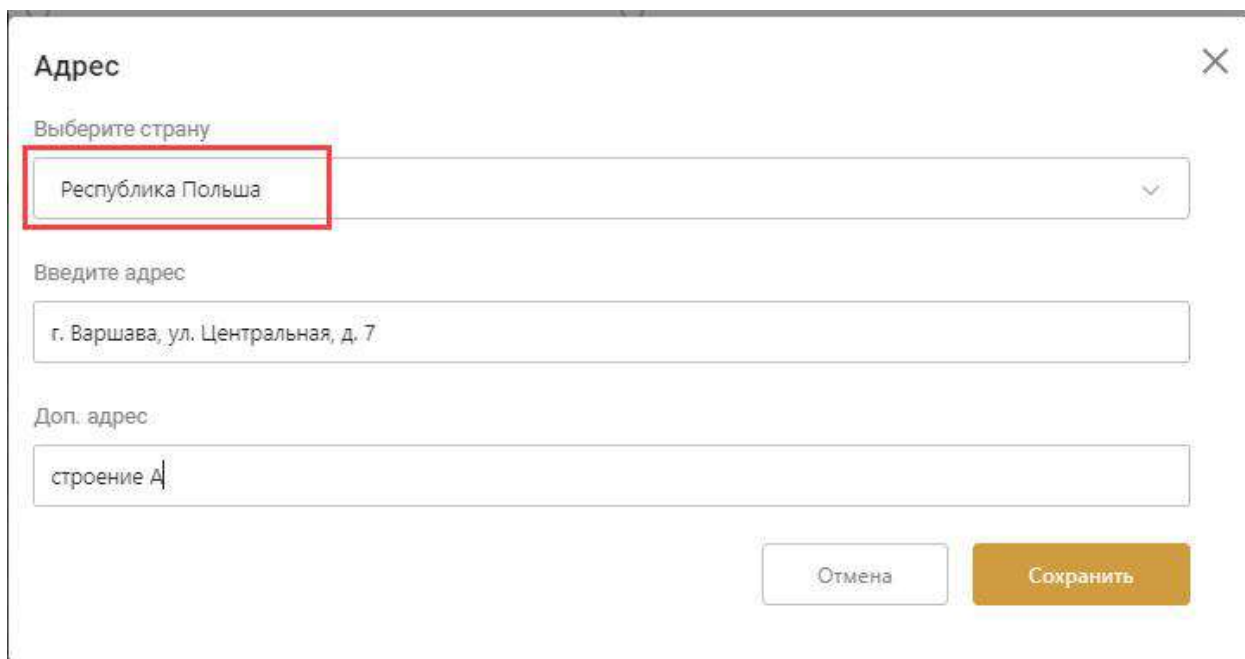 Адрес
Выберите страну
Республика Польша
Введите адрес
г. Варшава, ул. Центральная, д. 7
Доп. адрес
строение А
Отмена
Сохранить